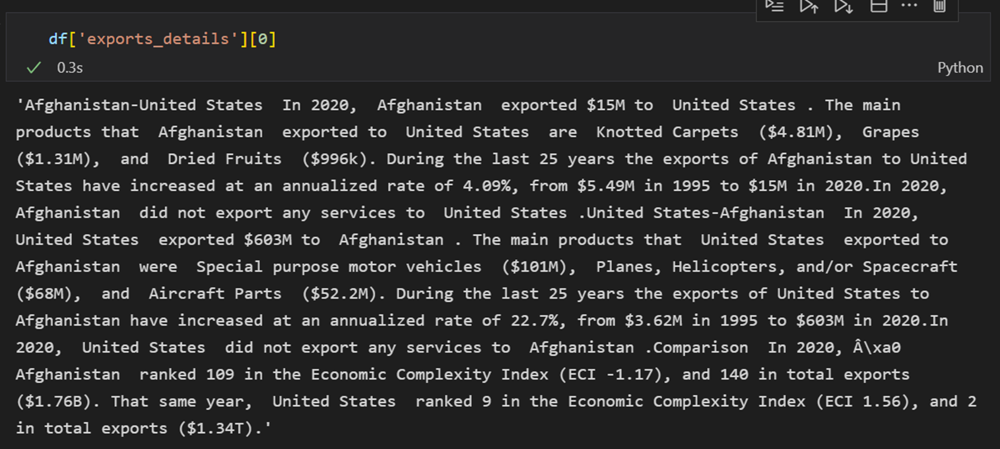 df['exports_details'][0]
0.3s
Python
'Afghanistan-United States  In 2020,  Afghanistan  exported $15M to  United States . The main
products that  Afghanistan  exported to  United States  are  Knotted Carpets  ($4.81M),  Grapes
($1.31M),  and  Dried Fruits  ($996k). During the last 25 years the exports of Afghanistan to United
States have increased at an annualized rate of 4.09%, from $5.49M in 1995 to $15M in 2020.In 2020,
Afghanistan  did not export any services to  United States .United States-Afghanistan  In 2020,
United States  exported $603M to  Afghanistan . The main products that  United States  exported to
Afghanistan  were  Special purpose motor vehicles  ($101M),  Planes, Helicopters, and/or Spacecraft
($68M),  and  Aircraft Parts  ($52.2M). During the last 25 years the exports of United States to
Afghanistan have increased at an annualized rate of 22.7%, from $3.62M in 1995 to $603M in 2020.In
2020,  United States  did not export any services to  Afghanistan .Comparison  In 2020, Â\xa0
Afghanistan  ranked 109 in the Economic Complexity Index (ECI -1.17), and 140 in total exports
($1.76B). That same year,  United States  ranked 9 in the Economic Complexity Index (ECI 1.56), and 2
in total exports ($1.34T).'